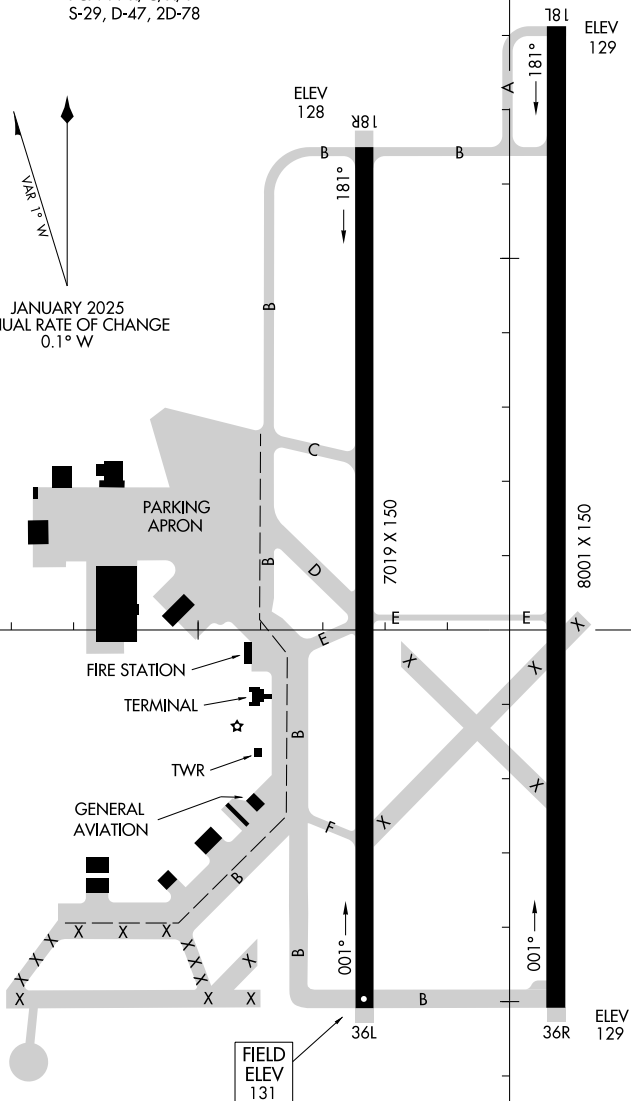 S-29, D-47, 2D-78
18L
ELEV
129
181°
A
ELEV
128
18R
B
B
181°
VAR 1° W
B
JANUARY 2025
UAL RATE OF CHANGE
0.1° W
C
PARKING
APRON
7019 X 150
8001 X 150
B
D
E
E
E
X
FIRE STATION
X
X
TERMINAL
B
TWR
X
GENERAL
AVIATION
F
X
B
X
X
X
X
X
X
X
X
X
X
X
B
001°
001°
X
X
X
B
36L
36R
ELEV
129
FIELD
ELEV
131